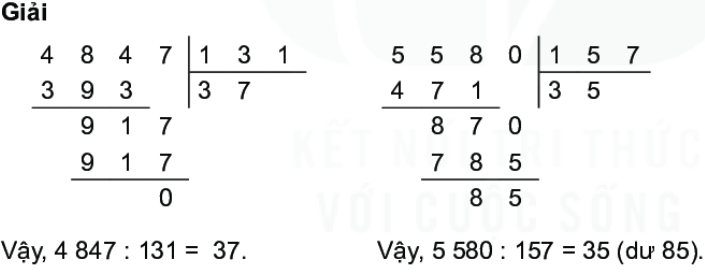 Giải
4 8 4 7 1 3 1 5 5 8 0 1 5 7
3 9 3 3 7 4 7 1 3 5
9 1 7 8 7 0
9 1 7 7 8 5
0 8 5
KẾT NỐI TRI THỨC
VỚI CUỘC SỐNG
Vậy, 4 847 : 131 = 37. Vậy, 5 580 : 157 = 35 (dư 85).